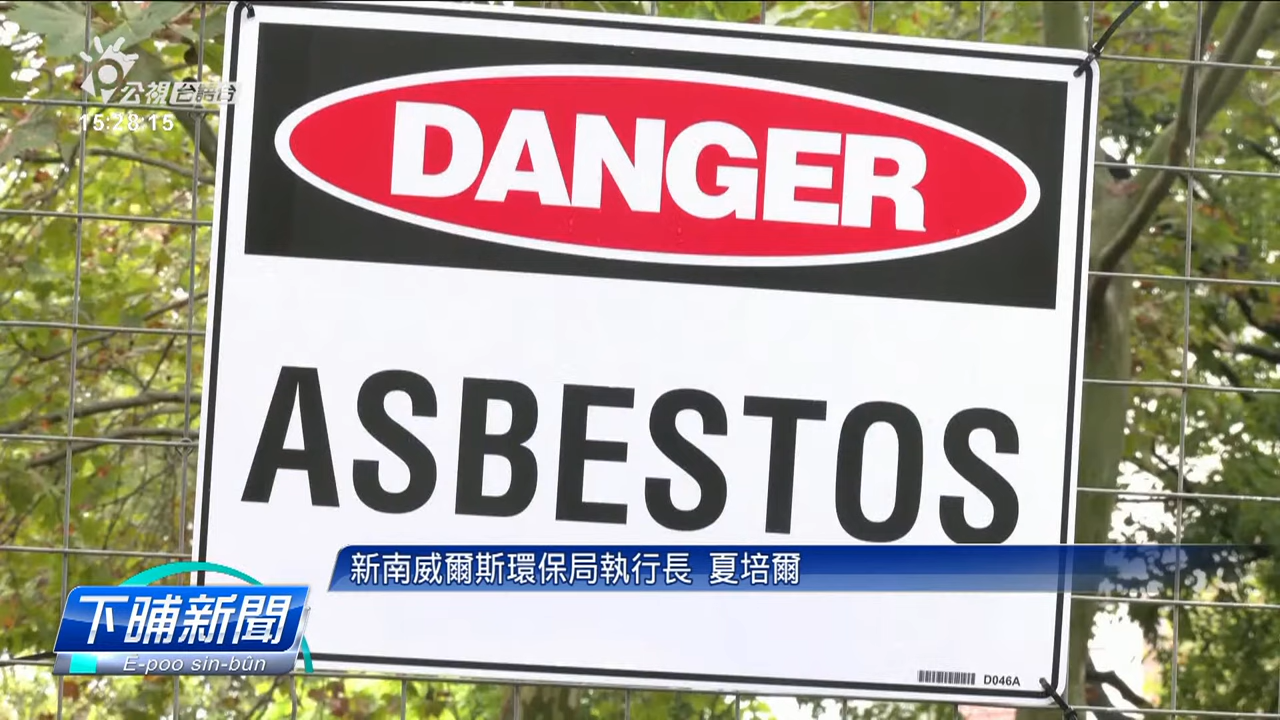 公視台語台
15:28:15
DANGER
ASBESTOS
新南威爾斯環保局執行長 夏培爾
下晡新聞
E-poo sin-bûn
D046A